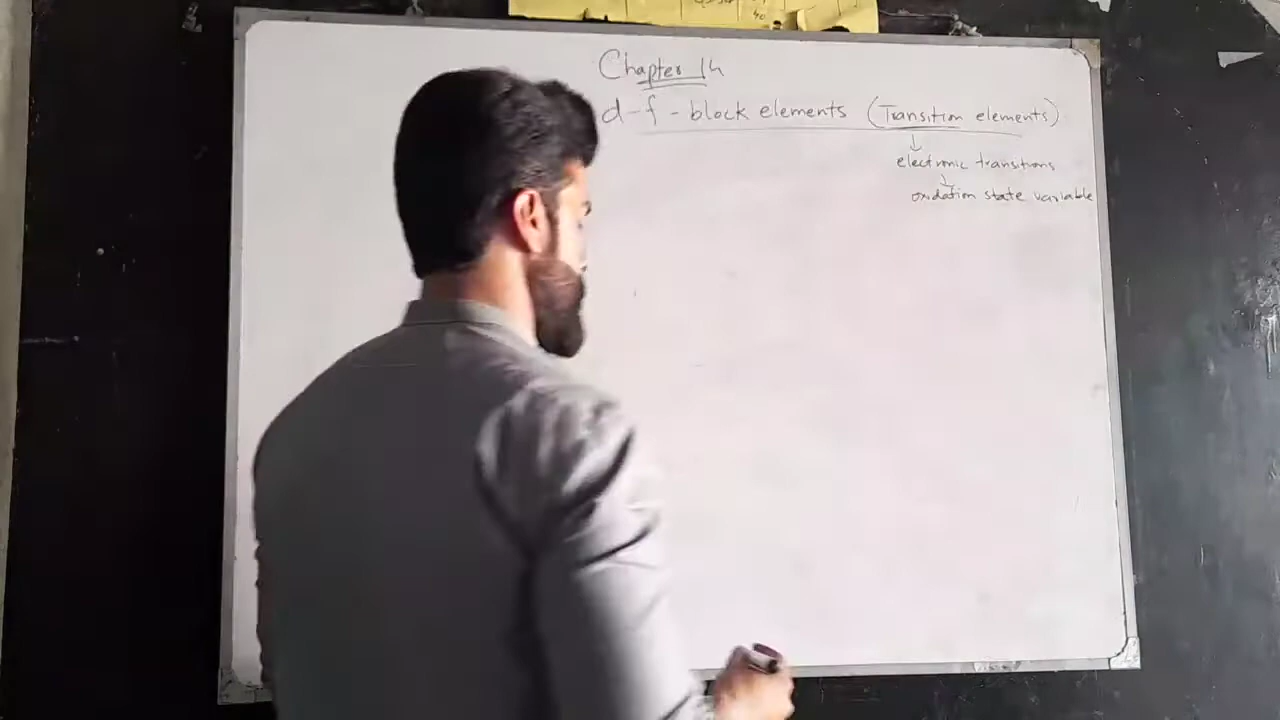 Chapter 14
d-f-block elements (Transition elements)
↓
electronic transitions
↓
oxidation state variable